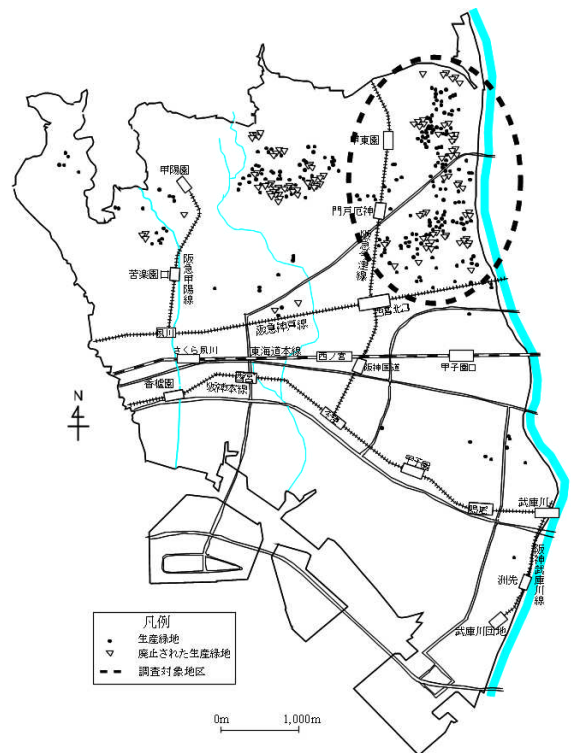 甲東園
甲陽園
門戸厄神
阪急今津線
苦楽園口
阪急甲陽線
西宮北口
阪急神戸線
夙川
さくら夙川
東海道本線
西ノ宮
甲子園口
阪神国道
香櫨園
西宮
阪神本線
今津
N
甲子園
武庫川
洲先
阪神武庫川線
武庫川団地
凡例
生産緑地
廃止された生産緑地
調査対象地区
0m 1,000m